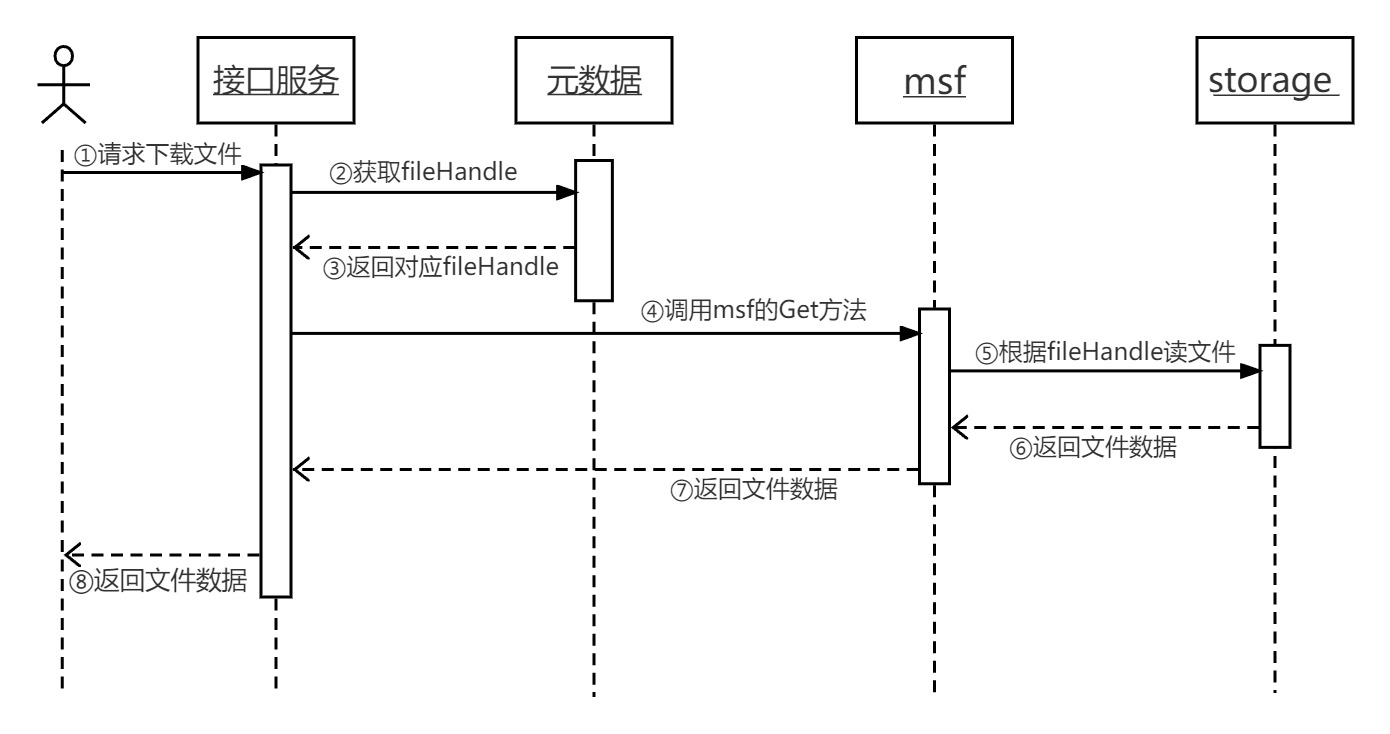 接口服务
元数据
msf
storage
①请求下载文件
②获取fileHandle
③返回对应fileHandle
④调用msf的Get方法
⑤根据fileHandle读文件
⑥返回文件数据
⑦返回文件数据
⑧返回文件数据